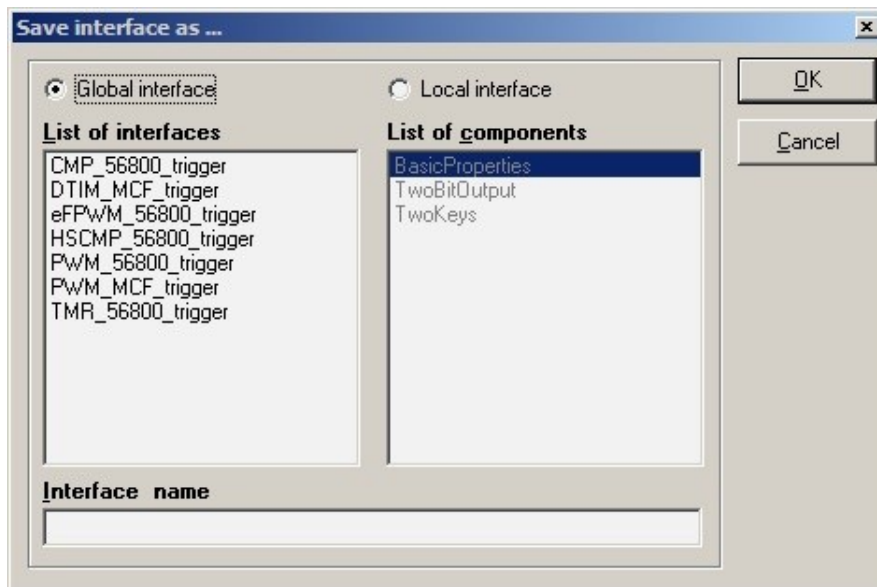 Save interface as ...
Global interface
Local interface
OK
Cancel
List of interfaces
List of components
CMP_56800_trigger
DTIM_MCF_trigger
eFPWM_56800_trigger
HSCMP_56800_trigger
PWM_56800_trigger
PWM_MCF_trigger
TMR_56800_trigger
BasicProperties
TwoBitOutput
TwoKeys
Interface name